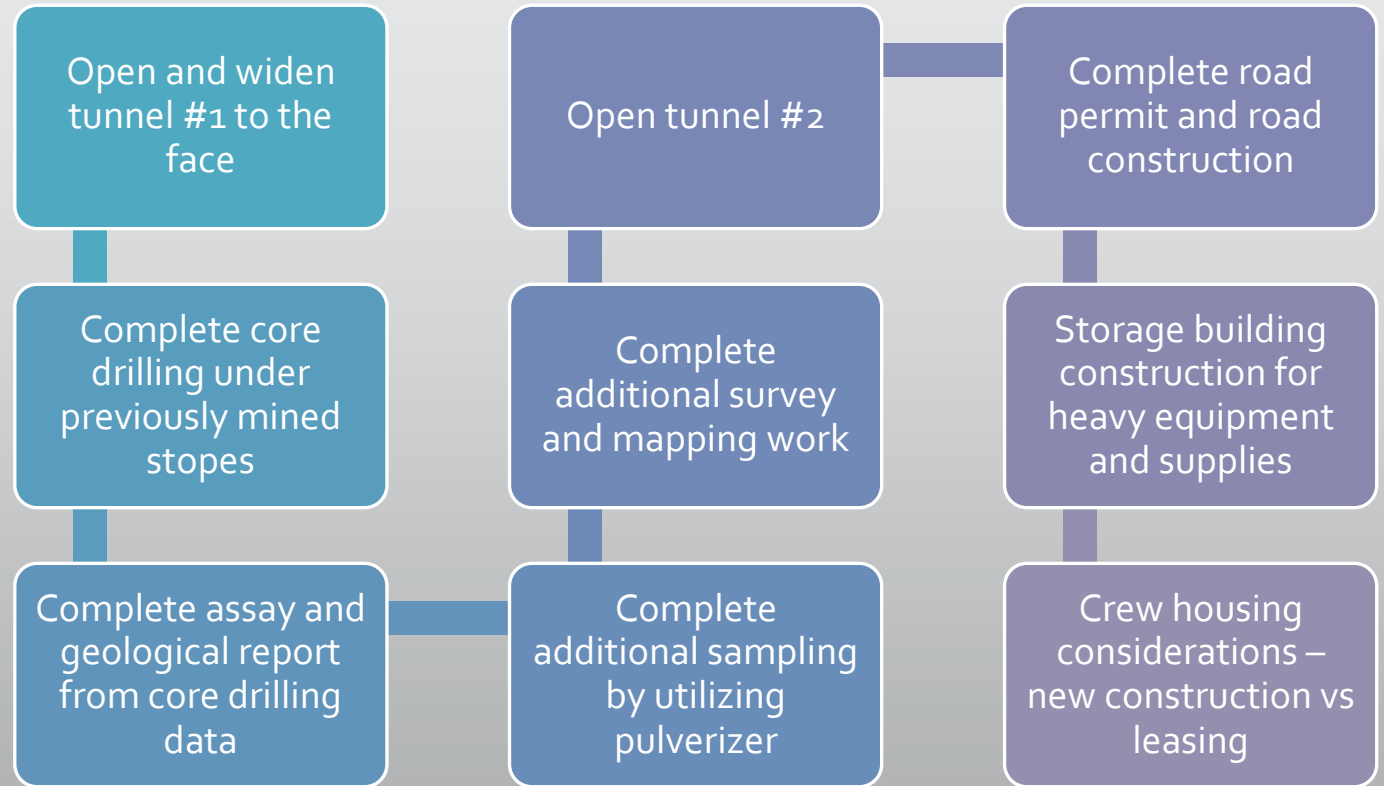 Open and widen
tunnel #1 to the
face
Complete core
drilling under
previously mined
stopes
Complete assay and
geological report
from core drilling
data
Complete
additional sampling
by utilizing
pulverizer
Complete
additional survey
and mapping work
Open tunnel #2
Complete road
permit and road
construction
Storage building
construction for
heavy equipment
and supplies
Crew housing
considerations –
new construction vs
leasing